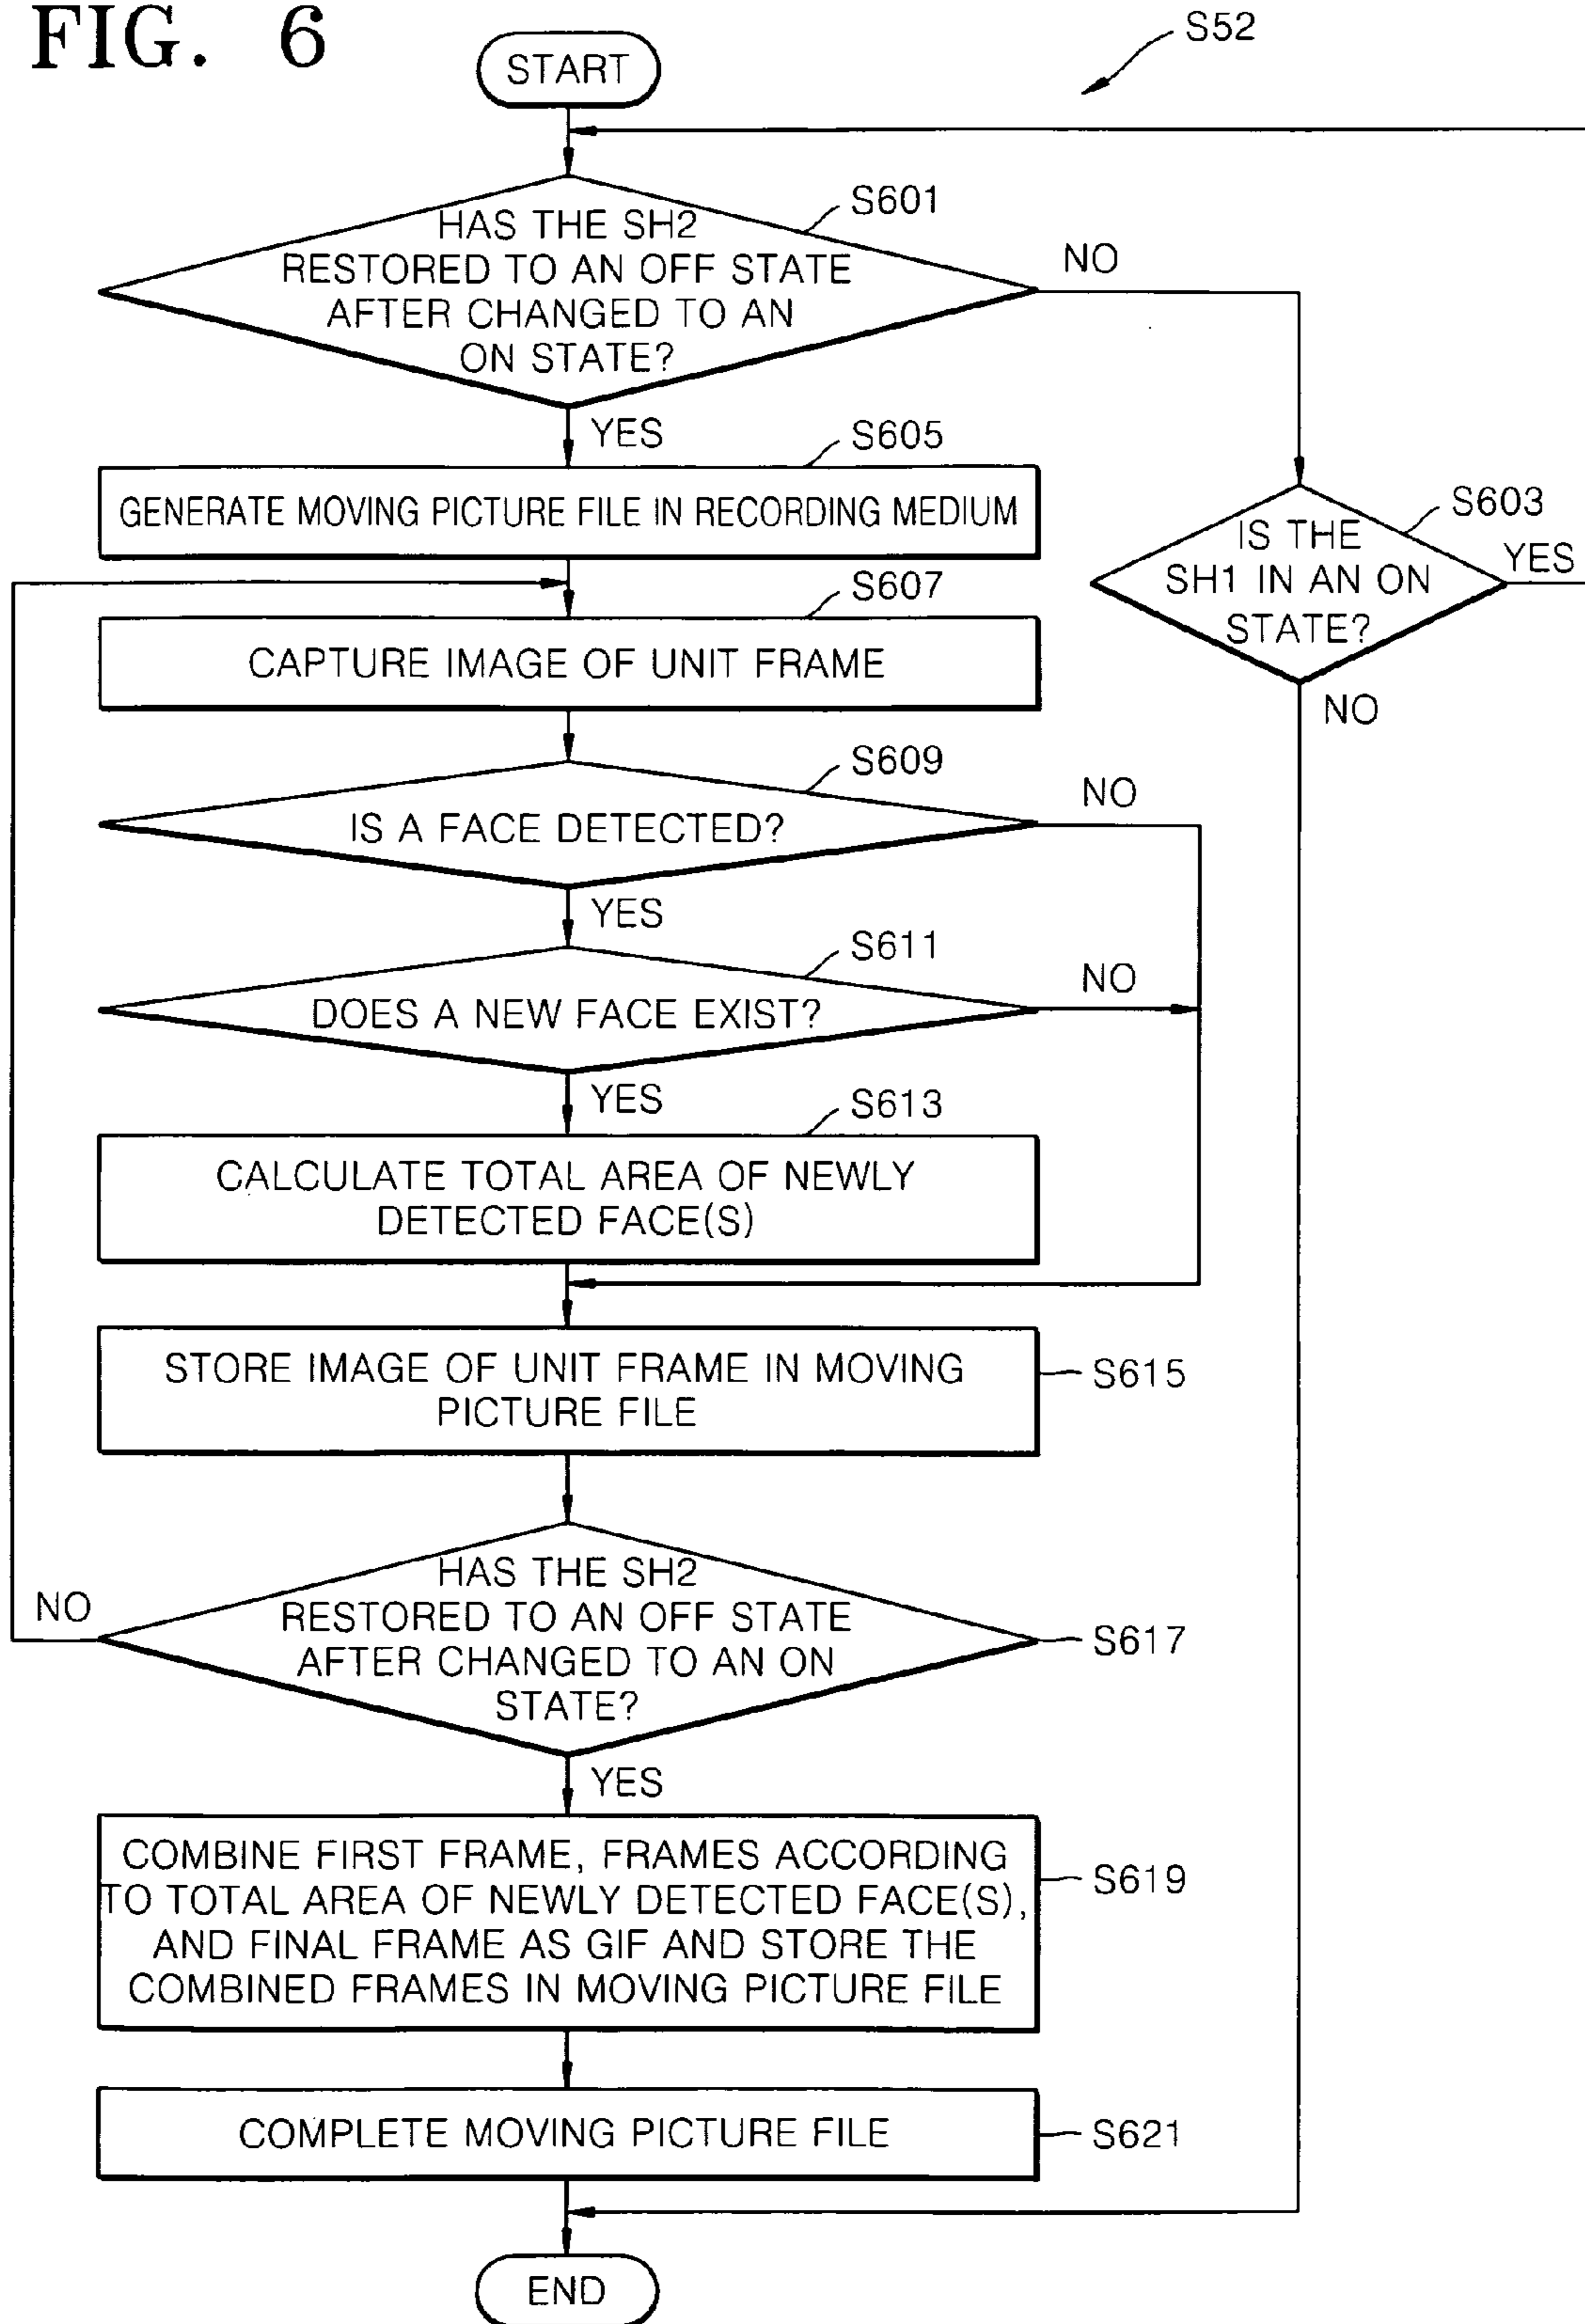 FIG. 6
START
S52
S601
HAS THE SH2
RESTORED TO AN OFF STATE
AFTER CHANGED TO AN
ON STATE?
NO
YES
S605
GENERATE MOVING PICTURE FILE IN RECORDING MEDIUM
S603
IS THE
SH1 IN AN ON
STATE?
YES
NO
S607
CAPTURE IMAGE OF UNIT FRAME
S609
IS A FACE DETECTED?
NO
YES
S611
DOES A NEW FACE EXIST?
NO
YES
S613
CALCULATE TOTAL AREA OF NEWLY
DETECTED FACE(S)
STORE IMAGE OF UNIT FRAME IN MOVING
PICTURE FILE
S615
HAS THE SH2
RESTORED TO AN OFF STATE
AFTER CHANGED TO AN ON
STATE?
NO
S617
YES
COMBINE FIRST FRAME, FRAMES ACCORDING
TO TOTAL AREA OF NEWLY DETECTED FACE(S),
AND FINAL FRAME AS GIF AND STORE THE
COMBINED FRAMES IN MOVING PICTURE FILE
S619
COMPLETE MOVING PICTURE FILE
S621
END